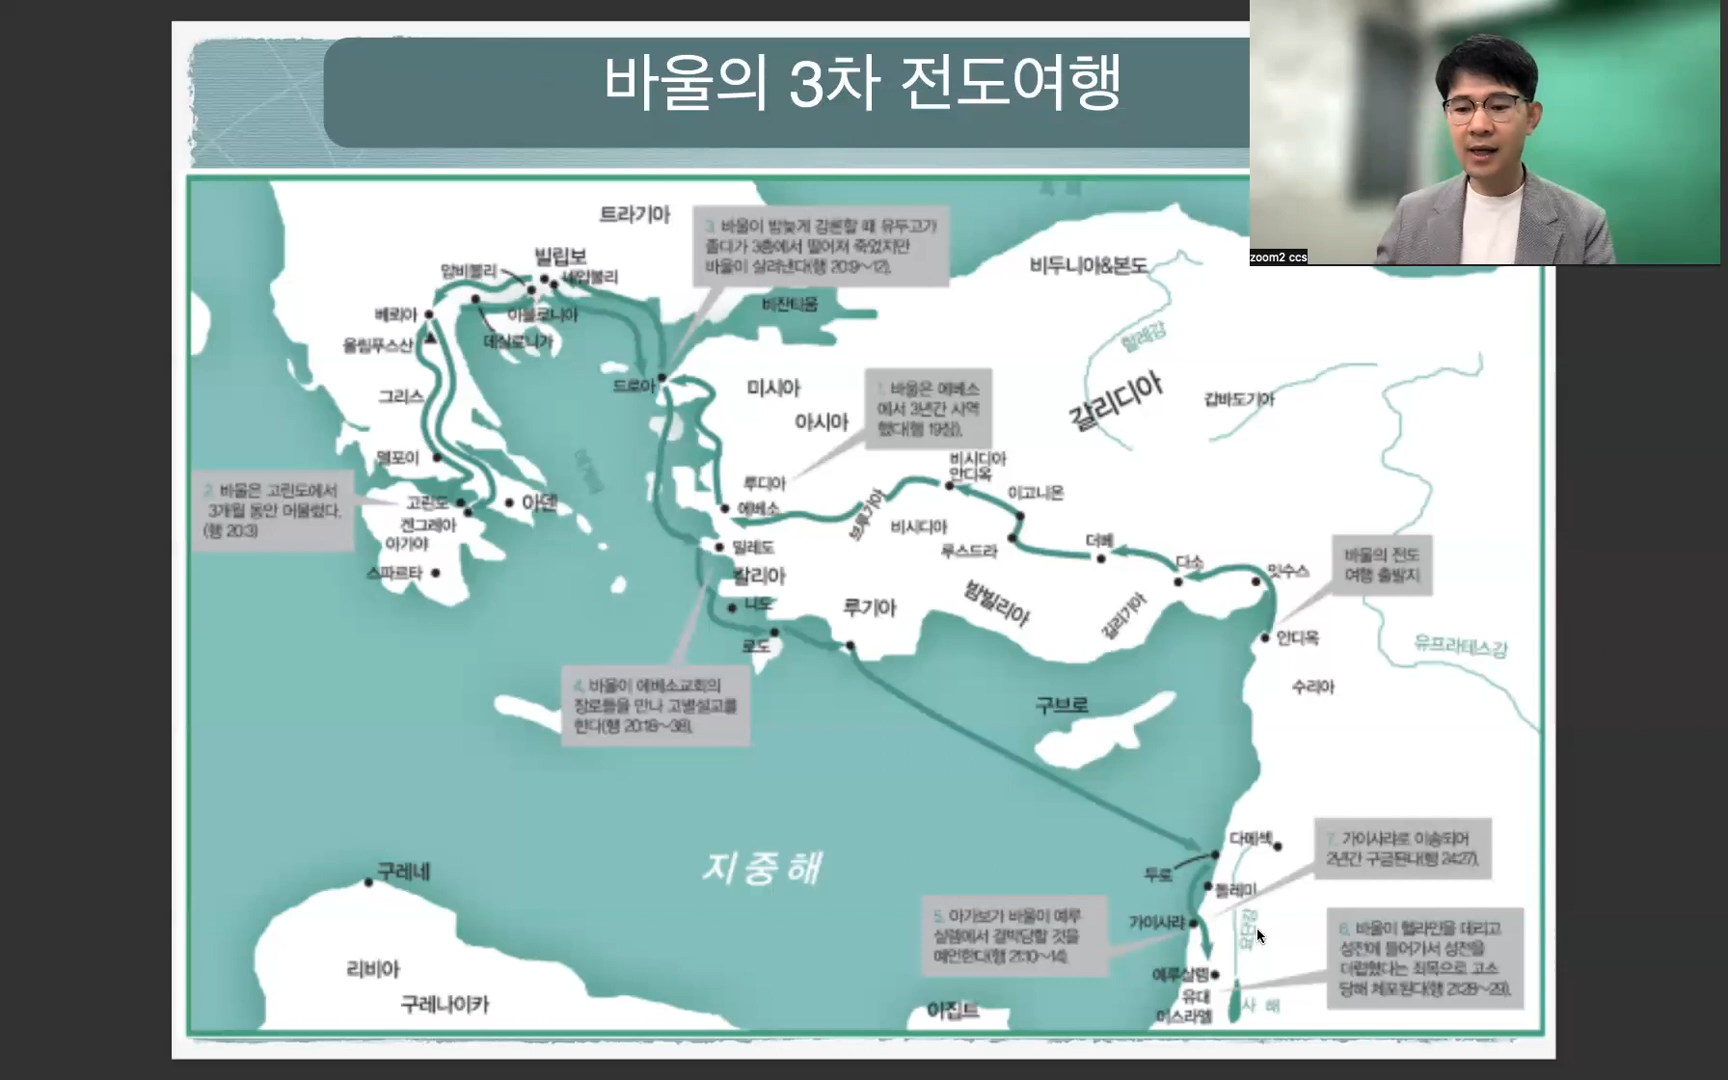 바울의 3차 전도여행
zoom2 ccs
트라기아
3. 바울이 밤늦게 강론할 때 유두고가
졸다가 3층에서 떨어져 죽었지만
바울이 살려낸다(행 20:9~12).
빌립보
암비볼리
네압볼리
비두니아&본도
베뢰아
아볼로니아
비잔티움
올림푸스산
데살로니가
할레강
드로아
미시아
1. 바울은 에베소
에서 3년간 사역
했다(행 19장).
갈라디아
갑바도기아
그리스
아시아
델포이
에게해
비시디아
안디옥
루디아
이고니온
2. 바울은 고린도에서
3개월 동안 머물렀다.
(행 20:3)
고린도
아덴
에베소
브루기아
비시디아
겐그레아
아가야
밀레도
루스드라
더베
다소
잇수스
바울의 전도
여행 출발지
스파르타
칼리아
니도
루기아
밤빌리아
길리기아
로도
안디옥
유프라테스강
수리아
4. 바울이 에베소교회의
장로들을 만나 고별설교를
한다(행 20:18~38).
구브로
지 중 해
구레네
다메섹
7. 가이사랴로 이송되어
2년간 구금된다(행 24:27).
두로
돌레미
5. 아가보가 바울이 예루
살렘에서 결박당할 것을
예언한다(행 21:10~14).
가이사랴
요단강
6. 바울이 헬라인을 데리고
성전에 들어가서 성전을
더럽혔다는 죄목으로 고소
당해 체포된다(행 21:28~29).
리비아
예루살렘
구레나이카
유대
이집트
이스라엘
사 해